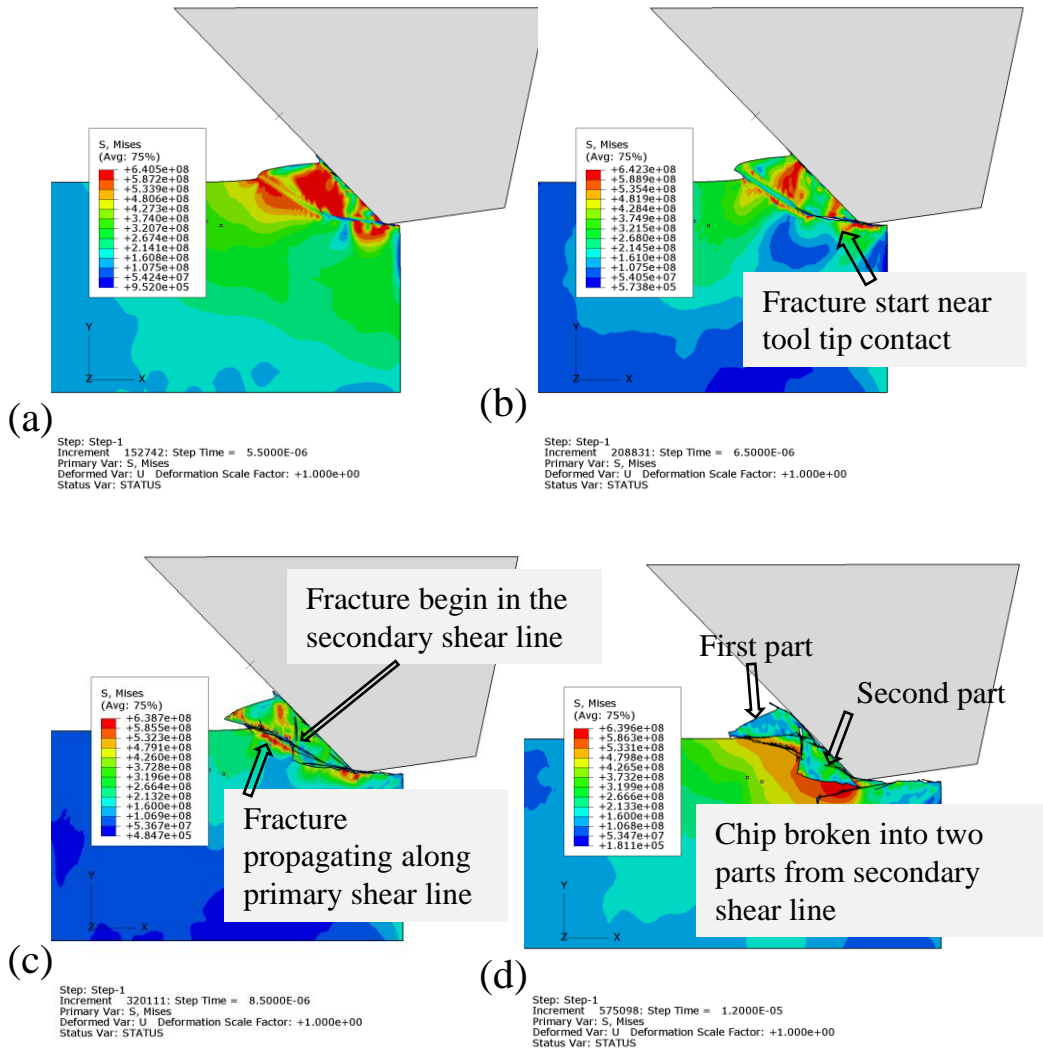 S, Mises
(Avg: 75%)
+6.405e+08
+5.872e+08
+5.339e+08
+4.806e+08
+4.273e+08
+3.740e+08
+3.207e+08
+2.674e+08
+2.141e+08
+1.608e+08
+1.075e+08
+5.424e+07
+9.520e+05
Y
Z
X
(a)
Step: Step-1
Increment 152742: Step Time = 5.5000E-06
Primary Var: S, Mises
Deformed Var: U Deformation Scale Factor: +1.000e+00
Status Var: STATUS
S, Mises
(Avg: 75%)
+6.423e+08
+5.889e+08
+5.354e+08
+4.819e+08
+4.284e+08
+3.749e+08
+3.215e+08
+2.680e+08
+2.145e+08
+1.610e+08
+1.075e+08
+5.405e+07
+5.738e+05
Fracture start near
tool tip contact
Y
Z
X
(b)
Step: Step-1
Increment 208831: Step Time = 6.5000E-06
Primary Var: S, Mises
Deformed Var: U Deformation Scale Factor: +1.000e+00
Status Var: STATUS
Fracture begin in the
secondary shear line
S, Mises
(Avg: 75%)
+6.387e+08
+5.855e+08
+5.323e+08
+4.791e+08
+4.260e+08
+3.728e+08
+3.196e+08
+2.664e+08
+2.132e+08
+1.600e+08
+1.069e+08
+5.367e+07
+4.847e+05
Fracture
propagating along
primary shear line
Y
Z
X
(c)
Step: Step-1
Increment 320111: Step Time = 8.5000E-06
Primary Var: S, Mises
Deformed Var: U Deformation Scale Factor: +1.000e+00
Status Var: STATUS
First part
Second part
S, Mises
(Avg: 75%)
+6.396e+08
+5.863e+08
+5.331e+08
+4.798e+08
+4.265e+08
+3.732e+08
+3.199e+08
+2.666e+08
+2.133e+08
+1.600e+08
+1.068e+08
+5.347e+07
+1.811e+05
Chip broken into two
parts from secondary
shear line
Y
Z
X
(d)
Step: Step-1
Increment 575098: Step Time = 1.2000E-05
Primary Var: S, Mises
Deformed Var: U Deformation Scale Factor: +1.000e+00
Status Var: STATUS